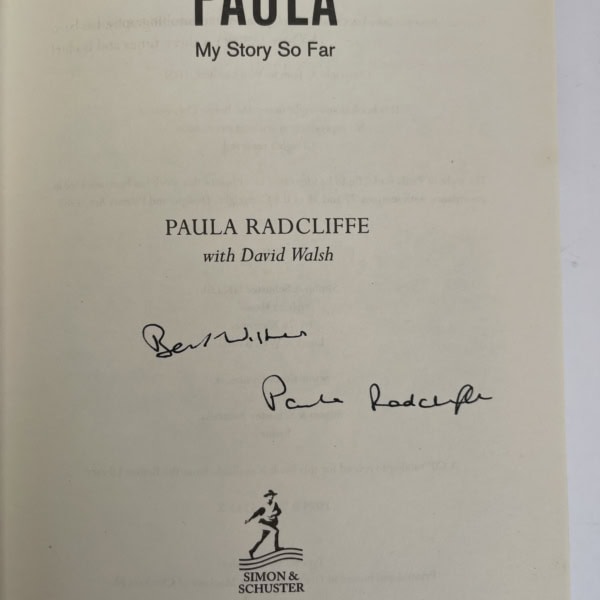 PAULA
My Story So Far
PAULA RADCLIFFE
with David Walsh
Best Wishes
Paula Radcliffe
SIMON &
SCHUSTER